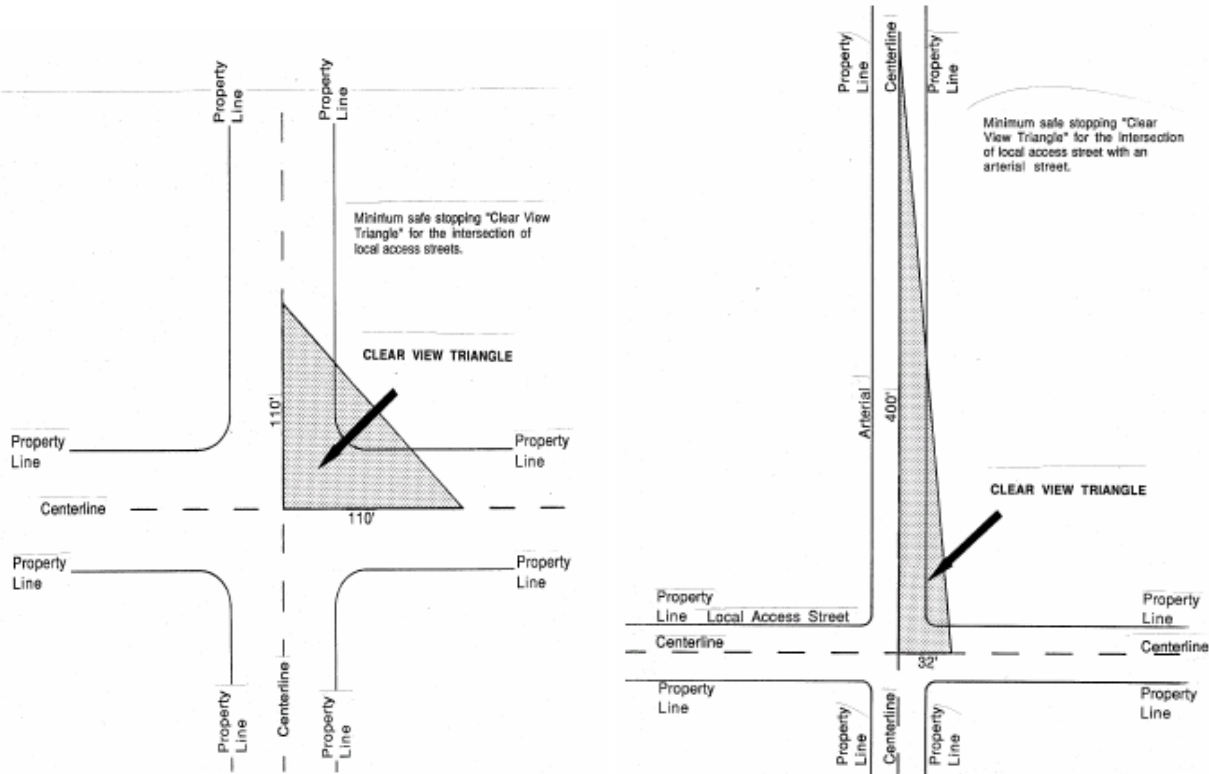 Property
Line
Property
Line
Centerline
Minimum safe stopping "Clear View
Triangle" for the intersection of
local access streets.
CLEAR VIEW TRIANGLE
110'
Property
Line
Property
Line
Centerline
110'
Property
Line
Property
Line
Property
Line
Centerline
Property
Line
Property
Line
Centerline
Property
Line
Minimum safe stopping "Clear
View Triangle" for the intersection
of local access street with an
arterial street.
Arterial
400'
CLEAR VIEW TRIANGLE
Property
Line
Local Access Street
Property
Line
Centerline
Centerline
32'
Property
Line
Property
Line
Property
Line
Centerline
Property
Line